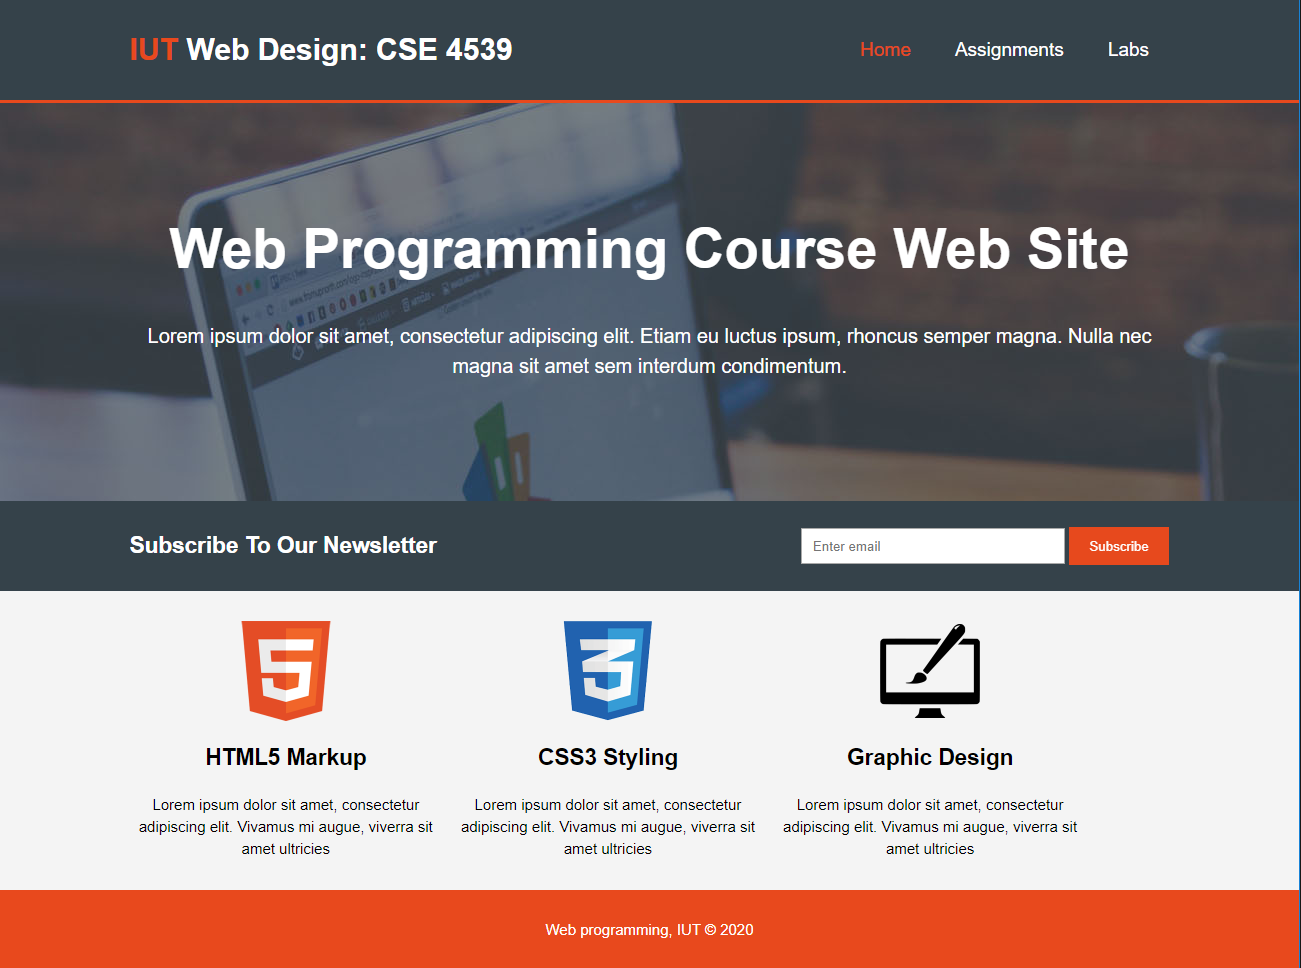 IUT Web Design: CSE 4539
Home Assignments Labs
Web Programming Course Web Site
www.fromupnorth.com
Lorem ipsum dolor sit amet, consectetur adipiscing elit. Etiam eu luctus ipsum, rhoncus semper magna. Nulla nec
magna sit amet sem interdum condimentum.
Subscribe To Our Newsletter
Enter email
Subscribe
HTML5 Markup
Lorem ipsum dolor sit amet, consectetur
adipiscing elit. Vivamus mi augue, viverra sit
amet ultricies
CSS3 Styling
Lorem ipsum dolor sit amet, consectetur
adipiscing elit. Vivamus mi augue, viverra sit
amet ultricies
Graphic Design
Lorem ipsum dolor sit amet, consectetur
adipiscing elit. Vivamus mi augue, viverra sit
amet ultricies
Web programming, IUT © 2020